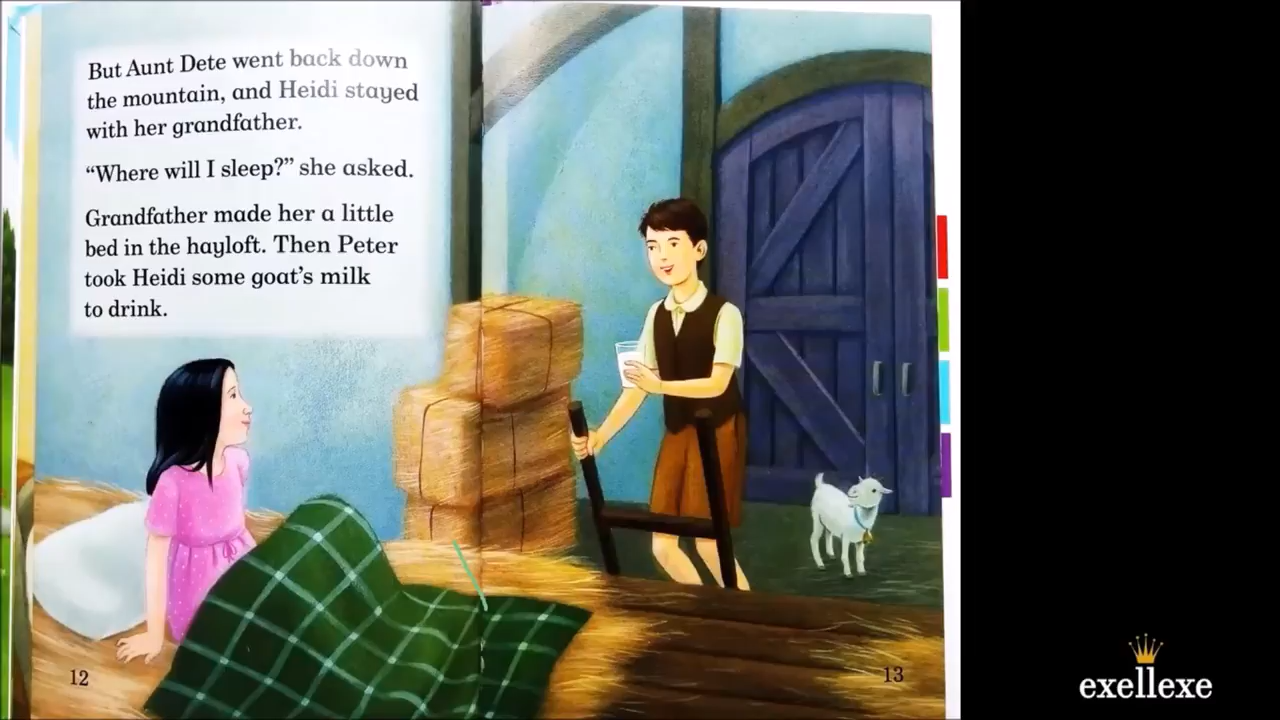 But Aunt Dete went back down
the mountain, and Heidi stayed
with her grandfather.
“Where will I sleep?” she asked.
Grandfather made her a little
bed in the hayloft. Then Peter
took Heidi some goat’s milk
to drink.
12
13
exellexe